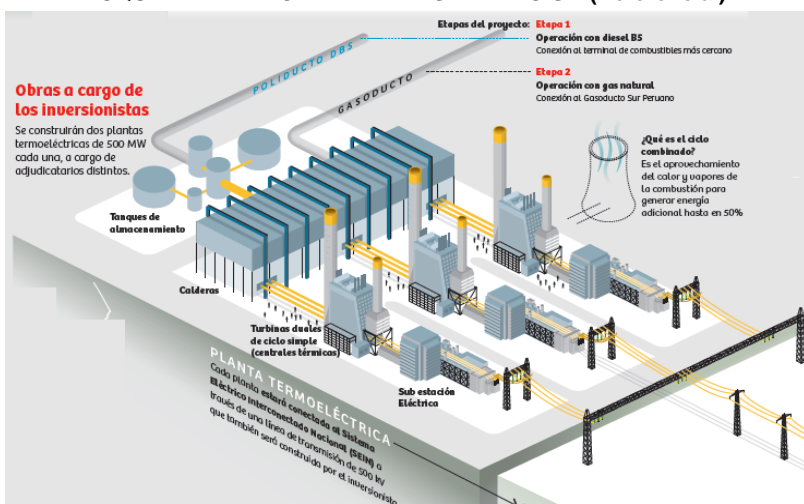 Etapas del proyecto: Etapa 1
Operación con diesel B5
Conexión al terminal de combustibles más cercano
Etapa 2
Operación con gas natural
Conexión al Gasoducto Sur Peruano
POLIDUCTO DB5
GASODUCTO
Obras a cargo de
los inversionistas
Se construirán dos plantas
termoeléctricas de 500 MW
cada una, a cargo de
adjudicatarios distintos.
¿Qué es el ciclo
combinado?
Es el aprovechamiento
del calor y vapores de
la combustión para
generar energía
adicional hasta en 50%
Tanques de
almacenamiento
Calderas
Turbinas duales
de ciclo simple
(centrales térmicas)
Sub estación
Eléctrica
PLANTA TERMOELÉCTRICA
Cada planta estará conectada al Sistema
Eléctrico Interconectado Nacional (SEIN) a
través de una línea de transmisión de 500 kV
que también será construida por el inversionista